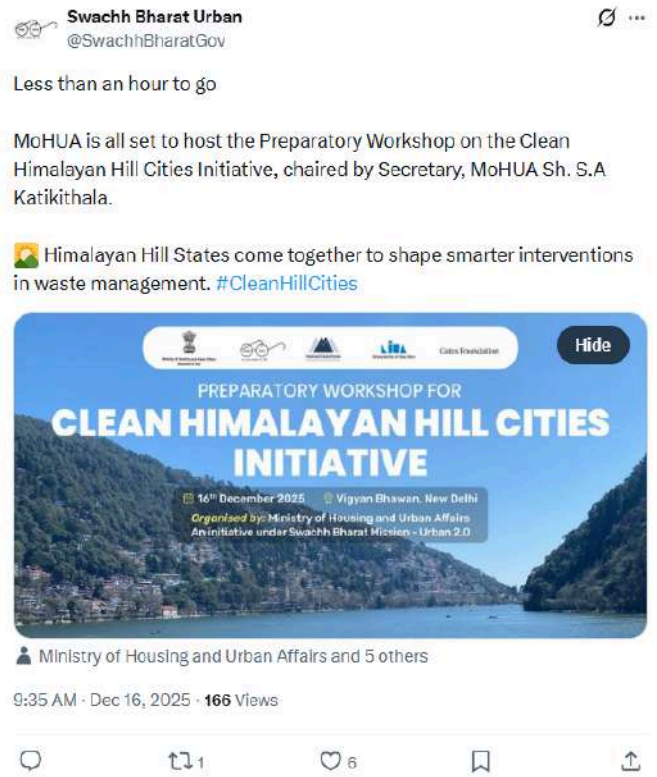 Swachh Bharat Urban
@SwachhBharatGov
Less than an hour to go
MoHUA is all set to host the Preparatory Workshop on the Clean
Himalayan Hill Cities Initiative, chaired by Secretary, MoHUA Sh. S.A
Katikithala.
Himalayan Hill States come together to shape smarter interventions
in waste management. #CleanHillCities
Gates Foundation
Hide
PREPARATORY WORKSHOP FOR
CLEAN HIMALAYAN HILL CITIES
INITIATIVE
16th December 2025 Vigyan Bhawan, New Delhi
Organised by: Ministry of Housing and Urban Affairs
An initiative under Swachh Bharat Mission - Urban 2.0
Ministry of Housing and Urban Affairs and 5 others
9:35 AM · Dec 16, 2025 · 166 Views
1
6